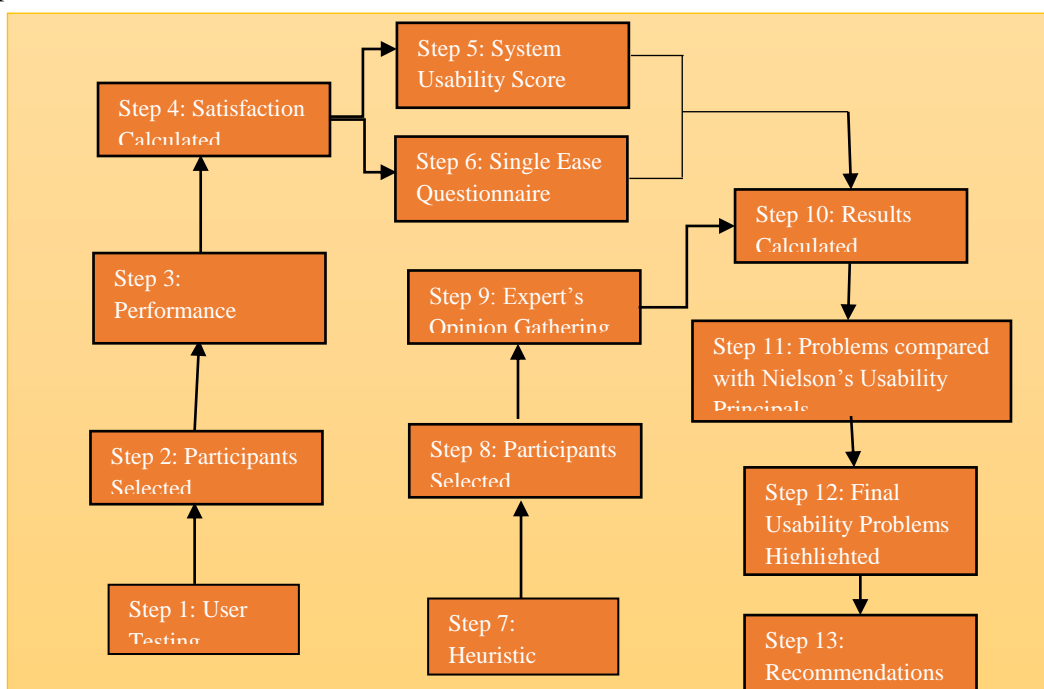 Step 5: System
Usability Score
Step 4: Satisfaction
Calculated
Step 6: Single Ease
Questionnaire
Step 10: Results
Calculated
Step 3:
Performance
Step 9: Expert’s
Opinion Gathering
Step 11: Problems compared
with Nielson’s Usability
Principals
Step 2: Participants
Selected
Step 8: Participants
Selected
Step 12: Final
Usability Problems
Highlighted
Step 1: User
Testing
Step 7:
Heuristic
Step 13:
Recommendations